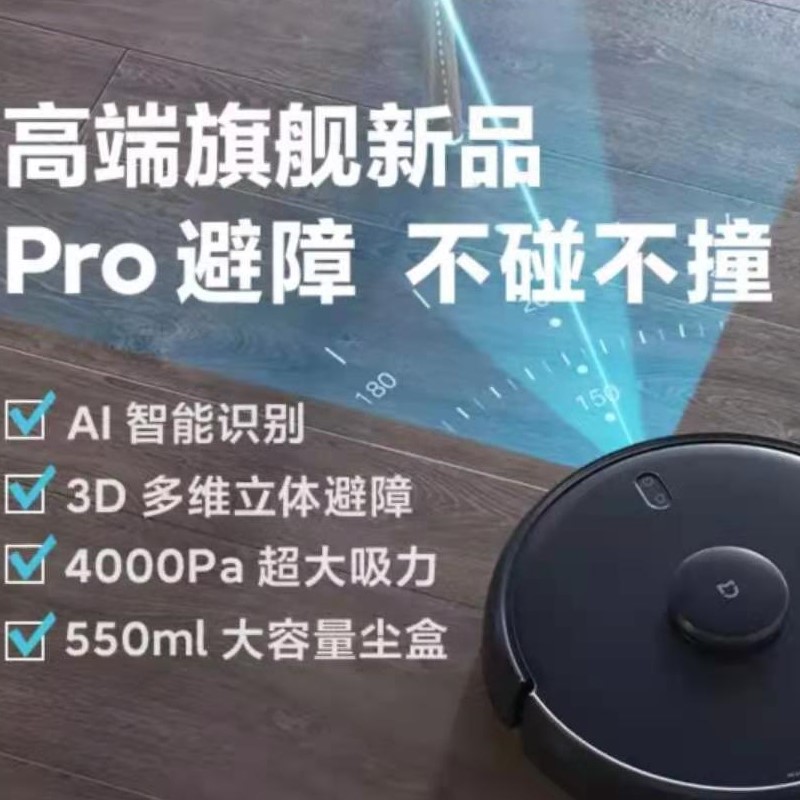 高端旗舰新品
Pro 避障 不碰不撞
180
150
AI 智能识别
3D 多维立体避障
4000Pa 超大吸力
550ml 大容量尘盒